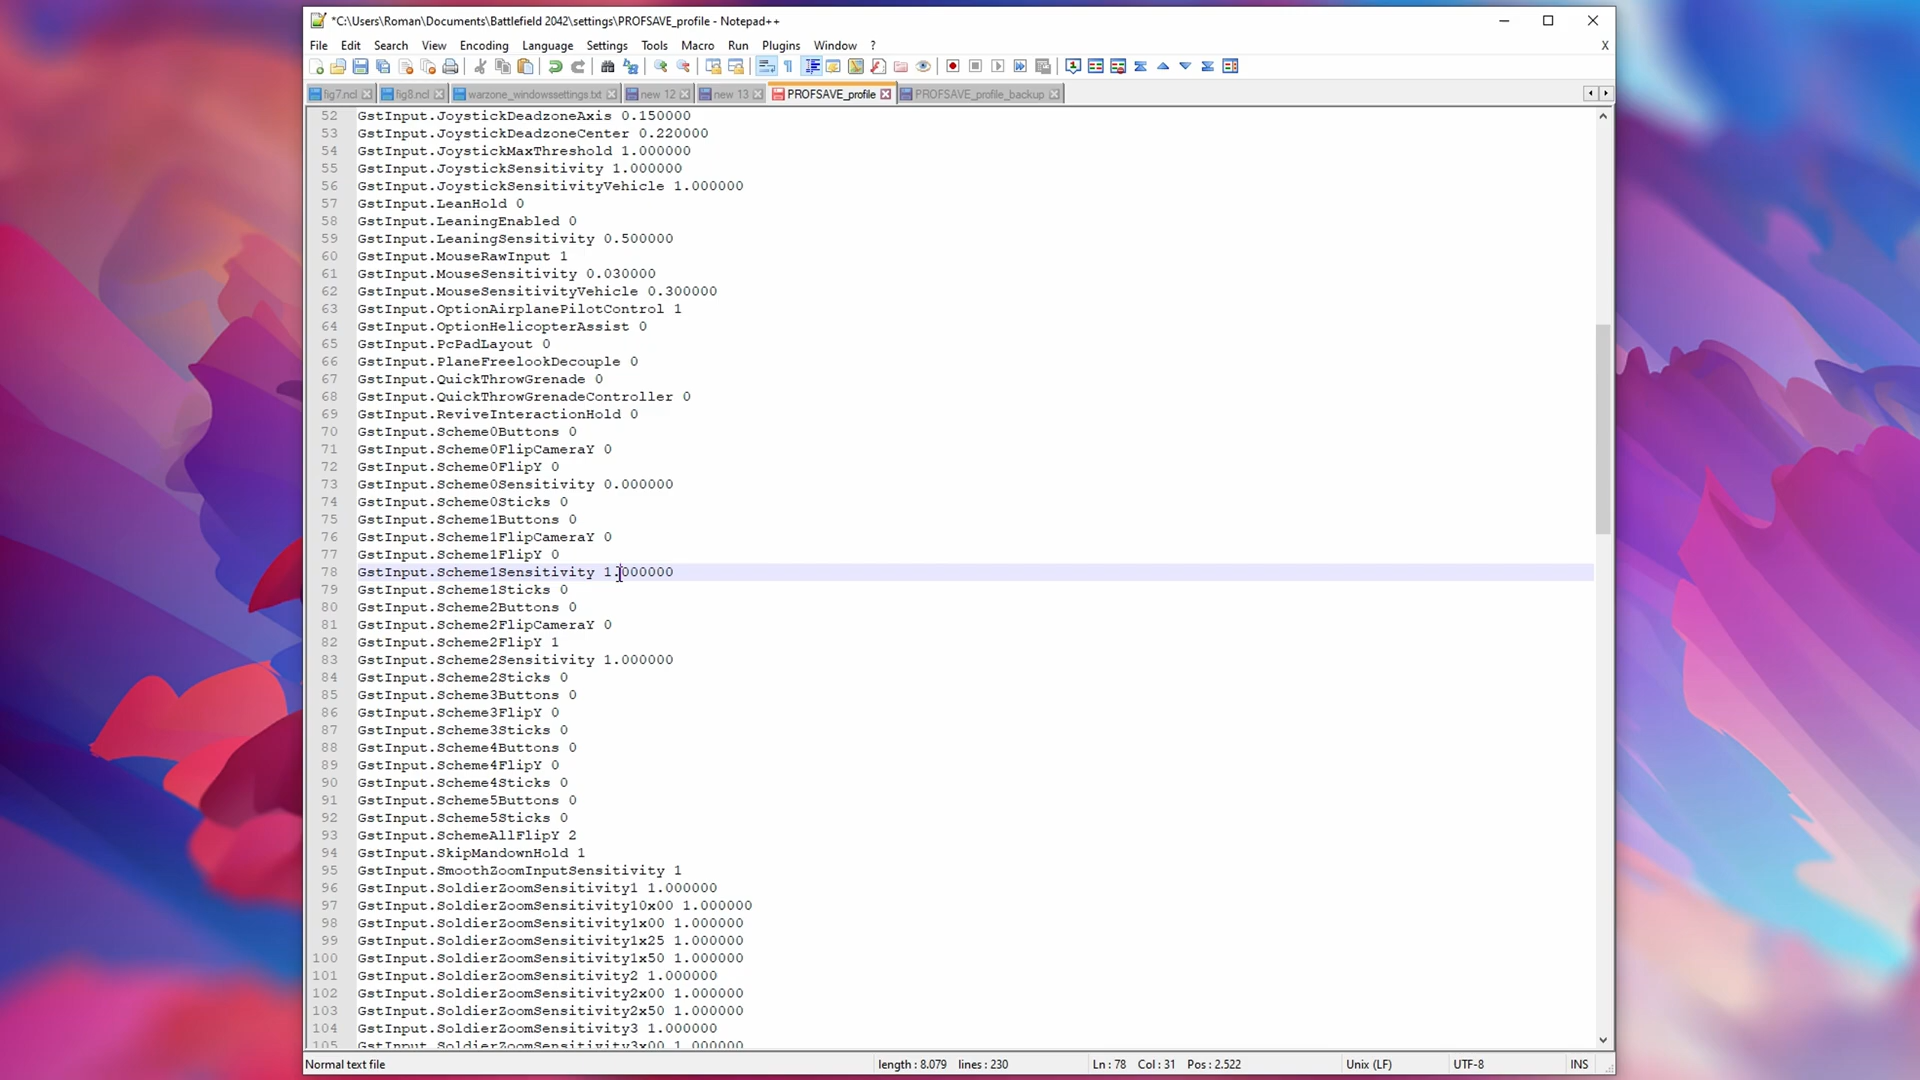 *C:\Users\Roman\Documents\Battlefield 2042\settings\PROFSAVE_profile - Notepad++
File Edit Search View Encoding Language Settings Tools Macro Run Plugins Window ? X
fig7.ncl fig8.ncl warzone_windowssettings.txt new 12 new 13 PROFSAVE_profile PROFSAVE_profile_backup
52 GstInput.JoystickDeadzoneAxis 0.150000
53 GstInput.JoystickDeadzoneCenter 0.220000
54 GstInput.JoystickMaxThreshold 1.000000
55 GstInput.JoystickSensitivity 1.000000
56 GstInput.JoystickSensitivityVehicle 1.000000
57 GstInput.LeanHold 0
58 GstInput.LeaningEnabled 0
59 GstInput.LeaningSensitivity 0.500000
60 GstInput.MouseRawInput 1
61 GstInput.MouseSensitivity 0.030000
62 GstInput.MouseSensitivityVehicle 0.300000
63 GstInput.OptionAirplanePilotControl 1
64 GstInput.OptionHelicopterAssist 0
65 GstInput.PcPadLayout 0
66 GstInput.PlaneFreelookDecouple 0
67 GstInput.QuickThrowGrenade 0
68 GstInput.QuickThrowGrenadeController 0
69 GstInput.ReviveInteractionHold 0
70 GstInput.Scheme0Buttons 0
71 GstInput.Scheme0FlipCameraY 0
72 GstInput.Scheme0FlipY 0
73 GstInput.Scheme0Sensitivity 0.000000
74 GstInput.Scheme0Sticks 0
75 GstInput.Scheme1Buttons 0
76 GstInput.Scheme1FlipCameraY 0
77 GstInput.Scheme1FlipY 0
78 GstInput.Scheme1Sensitivity 1.000000
79 GstInput.Scheme1Sticks 0
80 GstInput.Scheme2Buttons 0
81 GstInput.Scheme2FlipCameraY 0
82 GstInput.Scheme2FlipY 1
83 GstInput.Scheme2Sensitivity 1.000000
84 GstInput.Scheme2Sticks 0
85 GstInput.Scheme3Buttons 0
86 GstInput.Scheme3FlipY 0
87 GstInput.Scheme3Sticks 0
88 GstInput.Scheme4Buttons 0
89 GstInput.Scheme4FlipY 0
90 GstInput.Scheme4Sticks 0
91 GstInput.Scheme5Buttons 0
92 GstInput.Scheme5Sticks 0
93 GstInput.SchemeAllFlipY 2
94 GstInput.SkipMandownHold 1
95 GstInput.SmoothZoomInputSensitivity 1
96 GstInput.SoldierZoomSensitivity1 1.000000
97 GstInput.SoldierZoomSensitivity10x00 1.000000
98 GstInput.SoldierZoomSensitivity1x00 1.000000
99 GstInput.SoldierZoomSensitivity1x25 1.000000
100 GstInput.SoldierZoomSensitivity1x50 1.000000
101 GstInput.SoldierZoomSensitivity2 1.000000
102 GstInput.SoldierZoomSensitivity2x00 1.000000
103 GstInput.SoldierZoomSensitivity2x50 1.000000
104 GstInput.SoldierZoomSensitivity3 1.000000
105 GstInput.SoldierZoomSensitivity3x00 1.000000
Normal text file length : 8.079 lines : 230 Ln : 78 Col : 31 Pos : 2.522 Unix (LF) UTF-8 INS